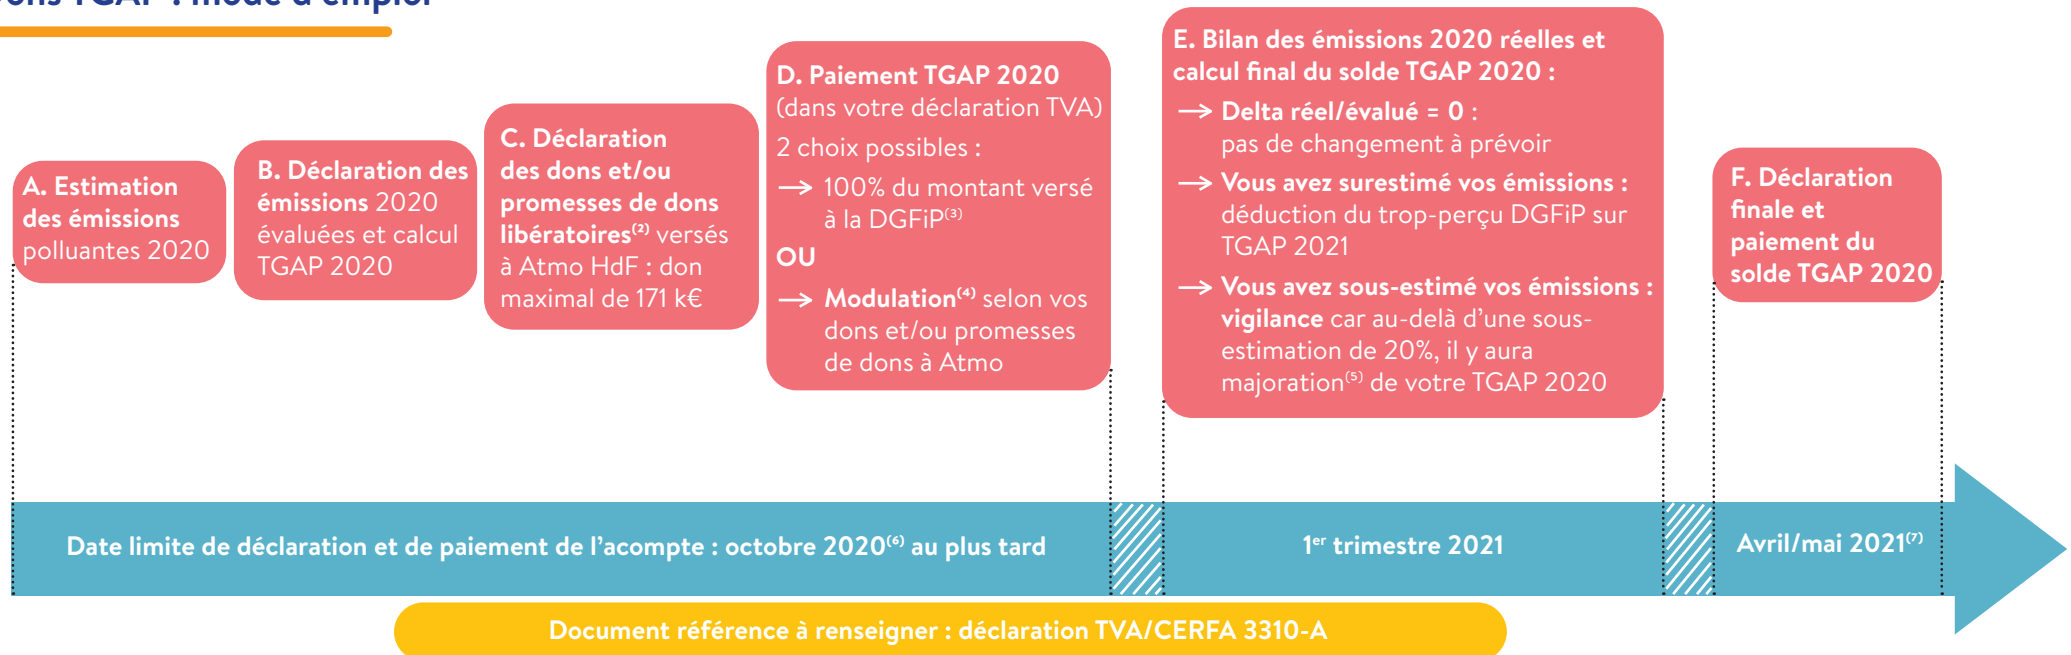 ons TGAP : mode d'emploi
A. Estimation
des émissions
polluantes 2020
B. Déclaration des
émissions 2020
évaluées et calcul
TGAP 2020
C. Déclaration
des dons et/ou
promesses de dons
libératoires⁽²⁾ versés
à Atmo HdF : don
maximal de 171 k€
D. Paiement TGAP 2020
(dans votre déclaration TVA)
2 choix possibles :
→ 100% du montant versé
à la DGFiP⁽³⁾
OU
→ Modulation⁽⁴⁾ selon vos
dons et/ou promesses
de dons à Atmo
E. Bilan des émissions 2020 réelles et
calcul final du solde TGAP 2020 :
→ Delta réel/évalué = 0 :
pas de changement à prévoir
→ Vous avez surestimé vos émissions :
déduction du trop-perçu DGFiP sur
TGAP 2021
→ Vous avez sous-estimé vos émissions :
vigilance car au-delà d'une sous-
estimation de 20%, il y aura
majoration⁽⁵⁾ de votre TGAP 2020
F. Déclaration
finale et
paiement du
solde TGAP 2020
Date limite de déclaration et de paiement de l'acompte : octobre 2020⁽⁶⁾ au plus tard
1er trimestre 2021
Avril/mai 2021⁽⁷⁾
Document référence à renseigner : déclaration TVA/CERFA 3310-A